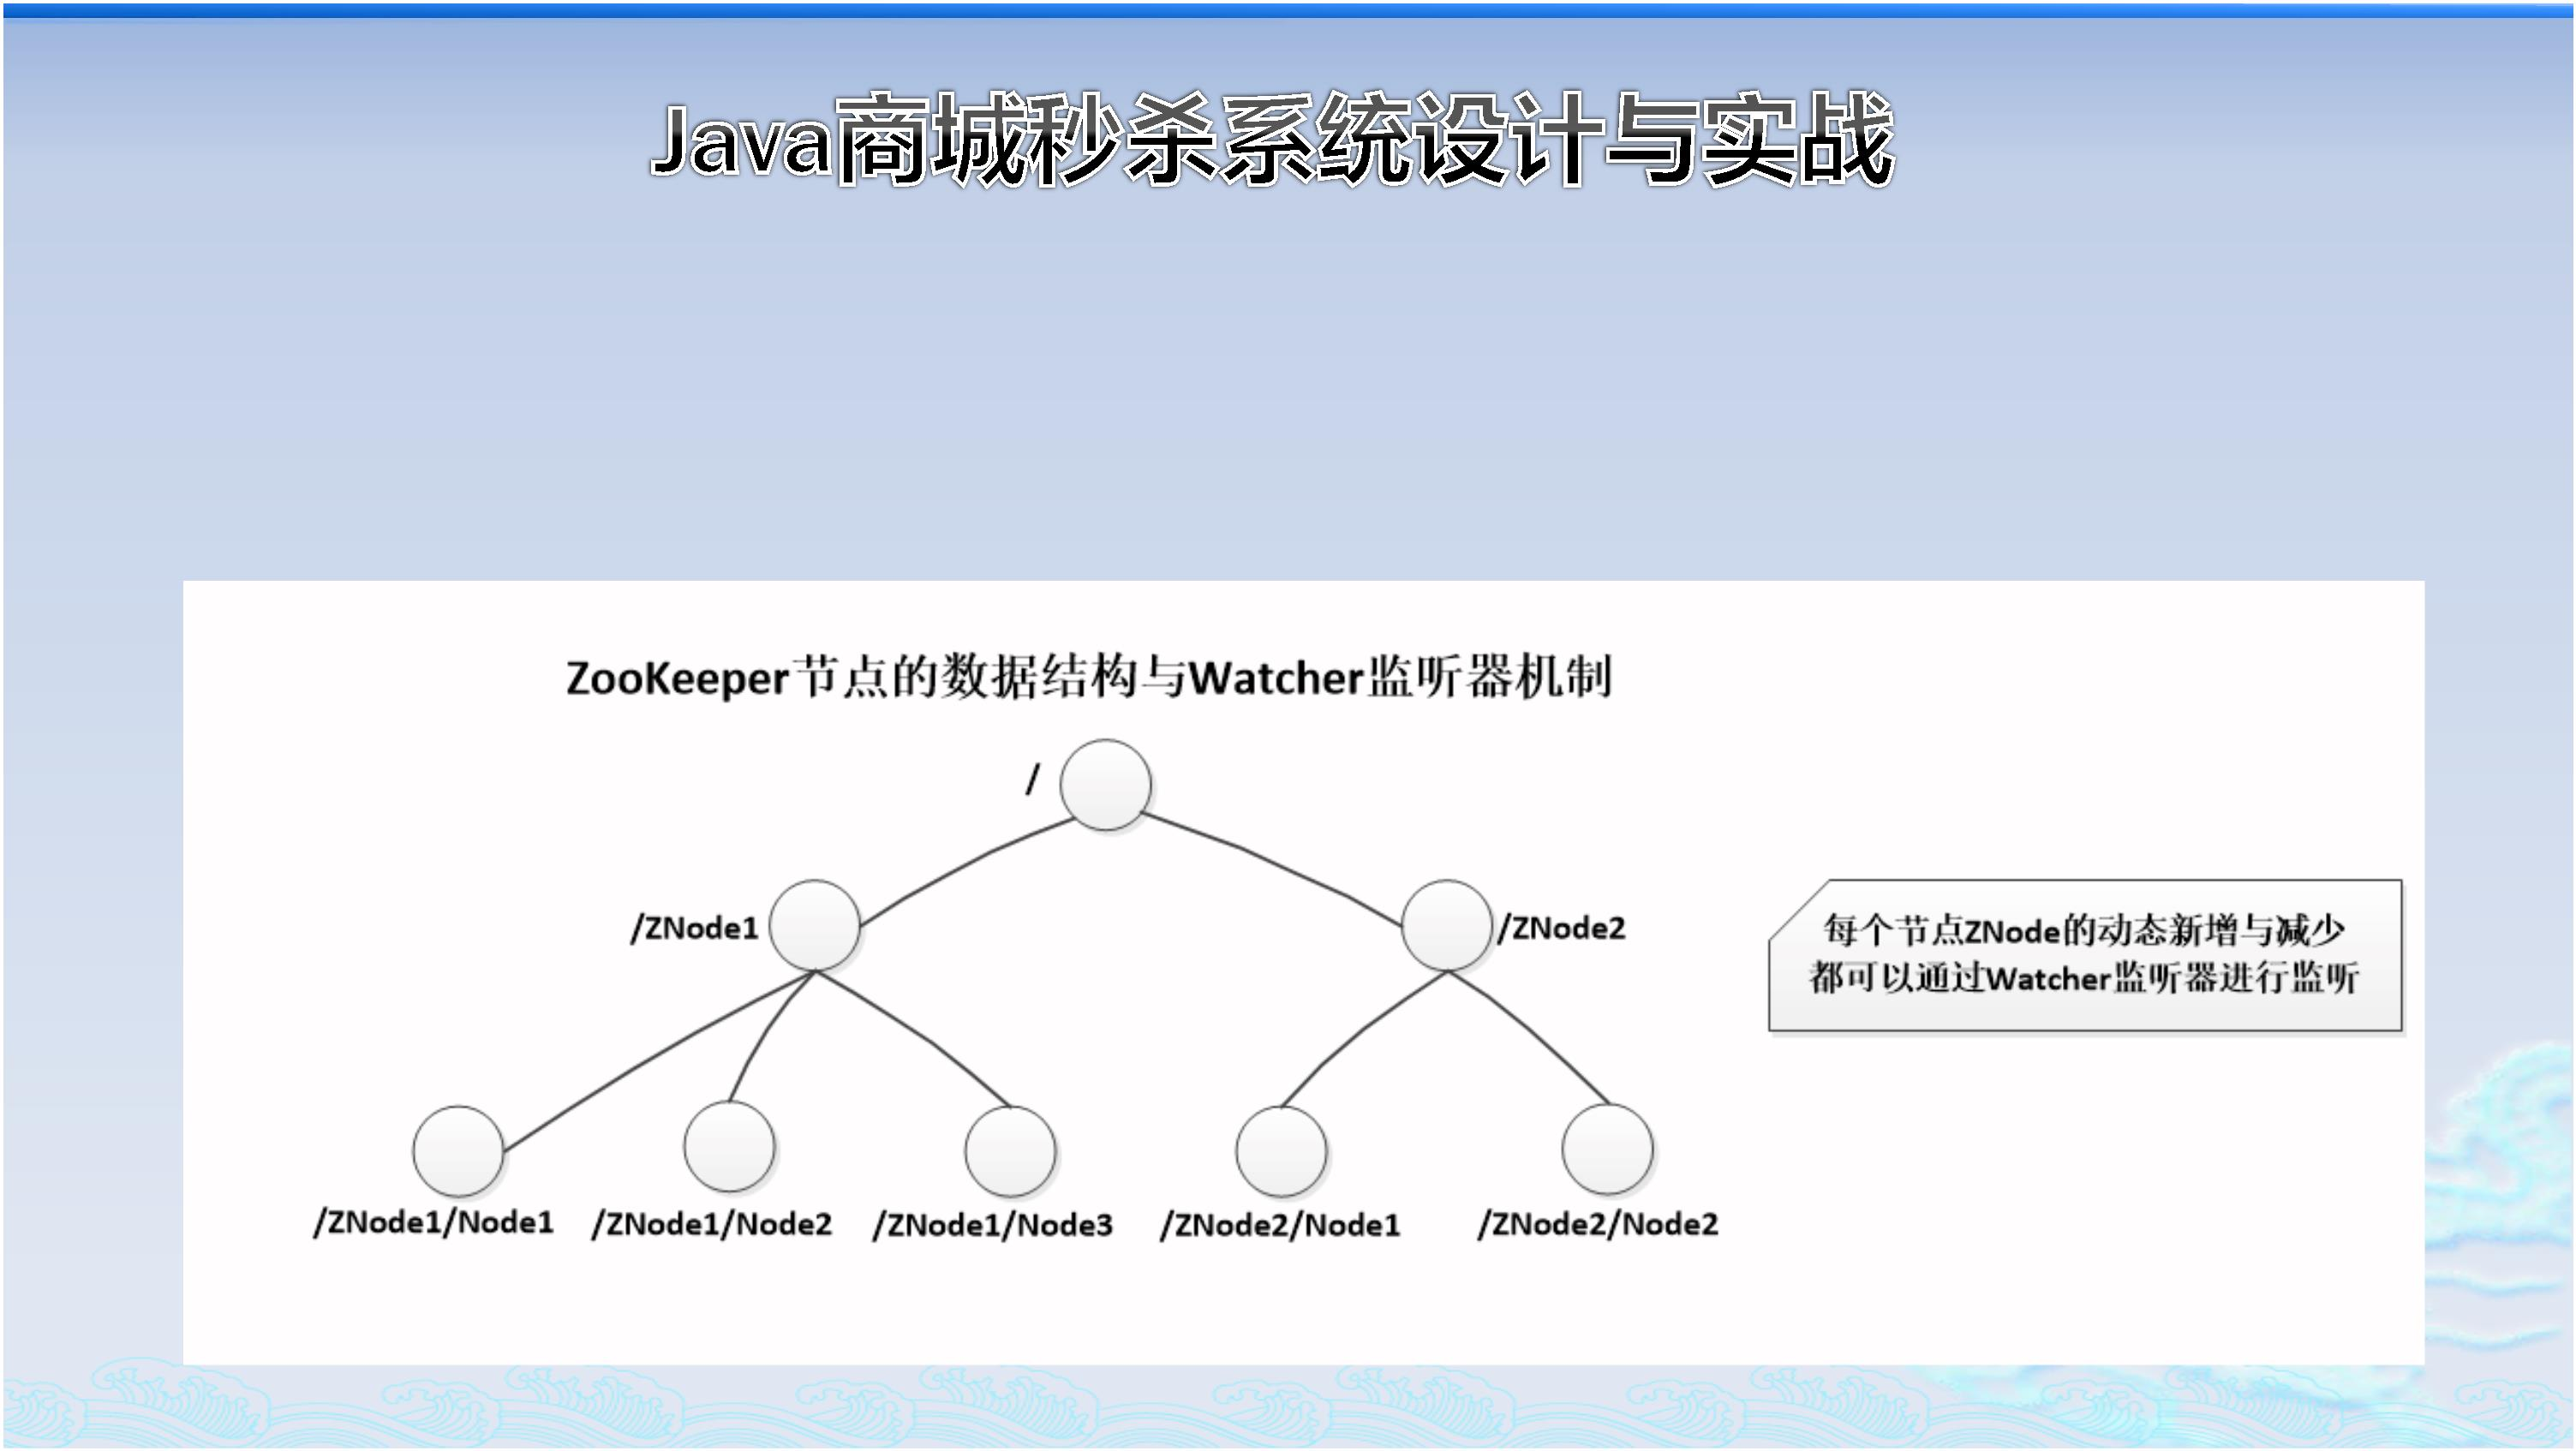 Java商城秒杀系统设计与实战
ZooKeeper节点的数据结构与Watcher监听器机制
/
/ZNode1
/ZNode2
每个节点ZNode的动态新增与减少
都可以通过Watcher监听器进行监听
/ZNode1/Node1
/ZNode1/Node2
/ZNode1/Node3
/ZNode2/Node1
/ZNode2/Node2